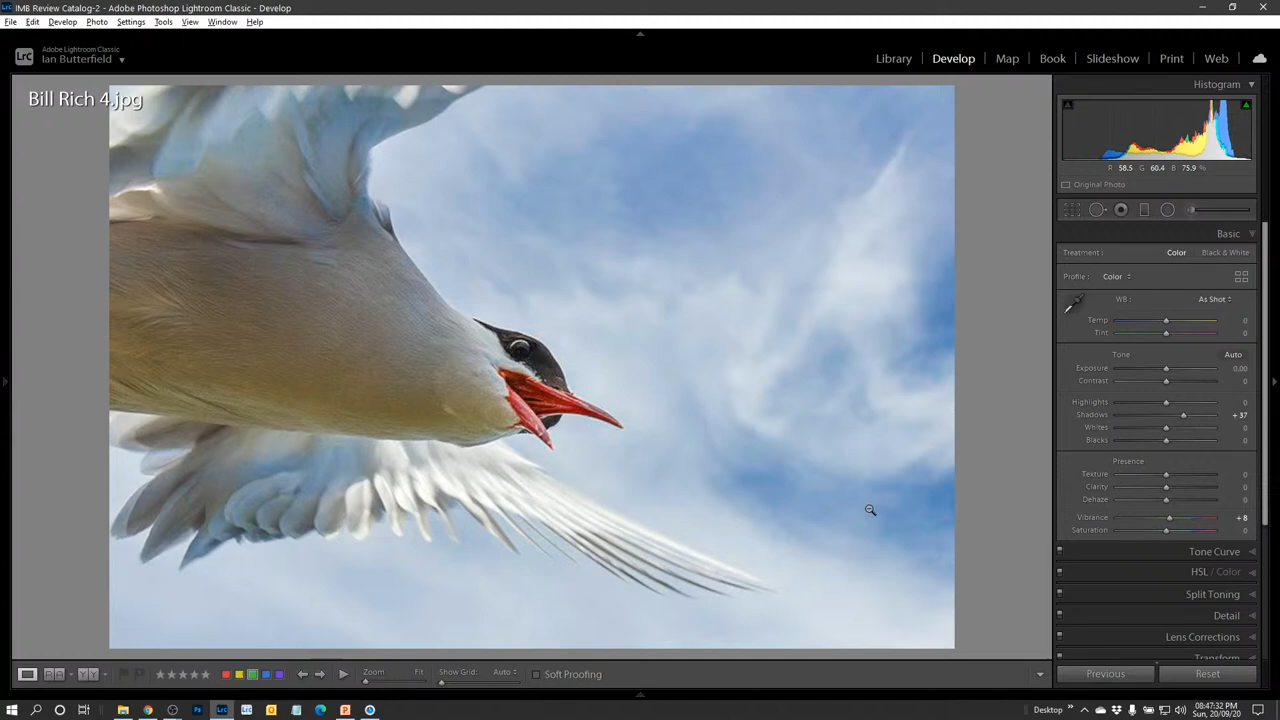 IMB Review Catalog-2 - Adobe Photoshop Lightroom Classic - Develop
File Edit Develop Photo Settings Tools View Window Help
Lrc
Adobe Lightroom Classic
Ian Butterfield
Library Develop Map Book Slideshow Print Web
Bill Rich 4.jpg
Histogram
R 58.5 G 60.4 B 75.9 %
Original Photo
Basic
Treatment : Color Black & White
Profile : Color
WB : As Shot
Temp 0
Tint 0
Tone Auto
Exposure 0.00
Contrast 0
Highlights 0
Shadows + 37
Whites 0
Blacks 0
Presence
Texture 0
Clarity 0
Dehaze 0
Vibrance + 8
Saturation 0
Tone Curve
HSL / Color
Split Toning
Detail
Lens Corrections
Transform
Zoom Fit
Show Grid: Auto
Soft Proofing
Previous Reset
Desktop
08:47:32
Sun, 20/09/20